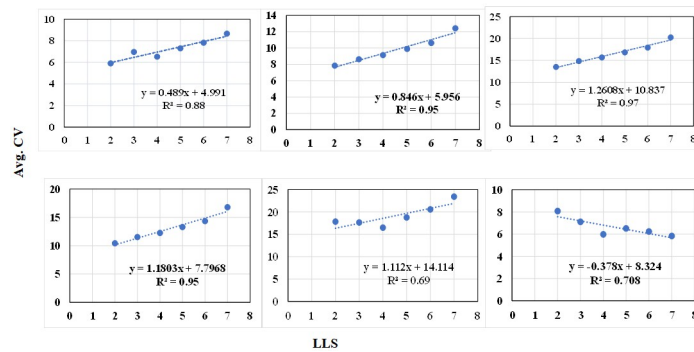 10
8
6
4
2
0
y = 0.489x + 4.991
R² = 0.88
0 1 2 3 4 5 6 7 8
14
12
10
8
6
4
2
0
y = 0.846x + 5.956
R² = 0.95
0 1 2 3 4 5 6 7 8
25
20
15
10
5
0
y = 1.2608x + 10.837
R² = 0.97
0 1 2 3 4 5 6 7 8
Avg. CV
20
15
10
5
0
y = 1.1803x + 7.7968
R² = 0.95
0 1 2 3 4 5 6 7 8
25
20
15
10
5
0
y = 1.112x + 14.114
R² = 0.69
0 1 2 3 4 5 6 7 8
10
8
6
4
2
0
y = -0.378x + 8.324
R² = 0.708
0 1 2 3 4 5 6 7 8
LLS